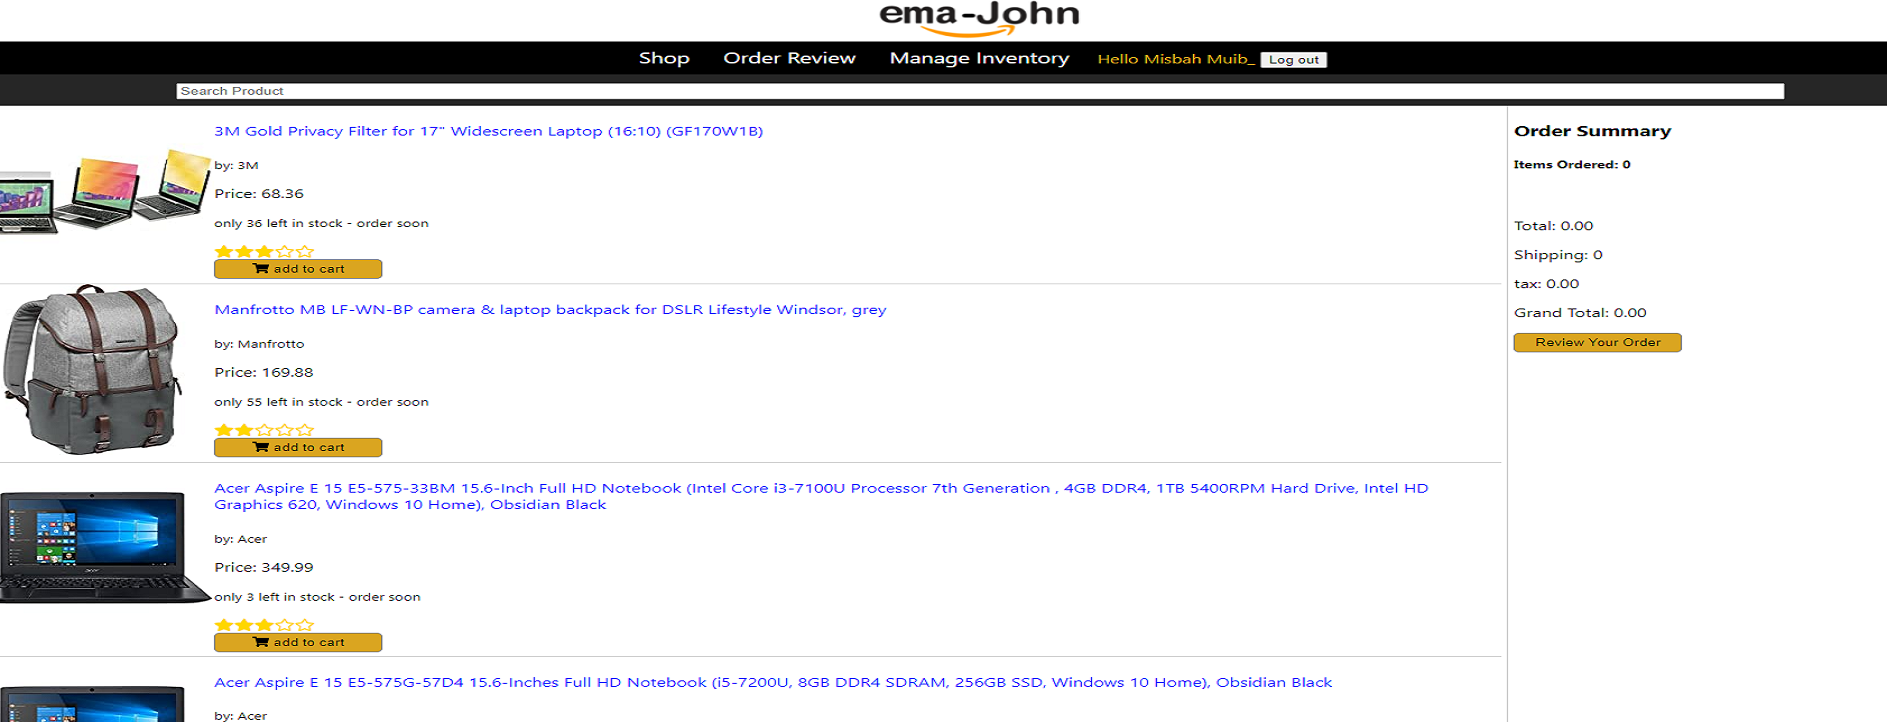 ema-John
Shop Order Review Manage Inventory Hello Misbah Muib_ Log out
Search Product
3M Gold Privacy Filter for 17" Widescreen Laptop (16:10) (GF170W1B)
by: 3M
Price: 68.36
only 36 left in stock - order soon
add to cart
Manfrotto MB LF-WN-BP camera & laptop backpack for DSLR Lifestyle Windsor, grey
by: Manfrotto
Price: 169.88
only 55 left in stock - order soon
add to cart
Acer Aspire E 15 E5-575-33BM 15.6-Inch Full HD Notebook (Intel Core i3-7100U Processor 7th Generation , 4GB DDR4, 1TB 5400RPM Hard Drive, Intel HD
Graphics 620, Windows 10 Home), Obsidian Black
by: Acer
Price: 349.99
only 3 left in stock - order soon
add to cart
Acer Aspire E 15 E5-575G-57D4 15.6-Inches Full HD Notebook (i5-7200U, 8GB DDR4 SDRAM, 256GB SSD, Windows 10 Home), Obsidian Black
by: Acer
Order Summary
Items Ordered: 0
Total: 0.00
Shipping: 0
tax: 0.00
Grand Total: 0.00
Review Your Order